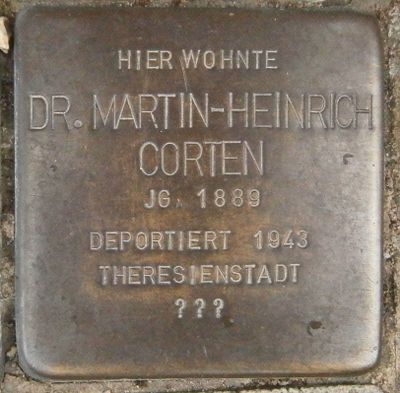 HIER WOHNTE
DR. MARTIN-HEINRICH
CORTEN
JG. 1889
DEPORTIERT 1943
THERESIENSTADT
???